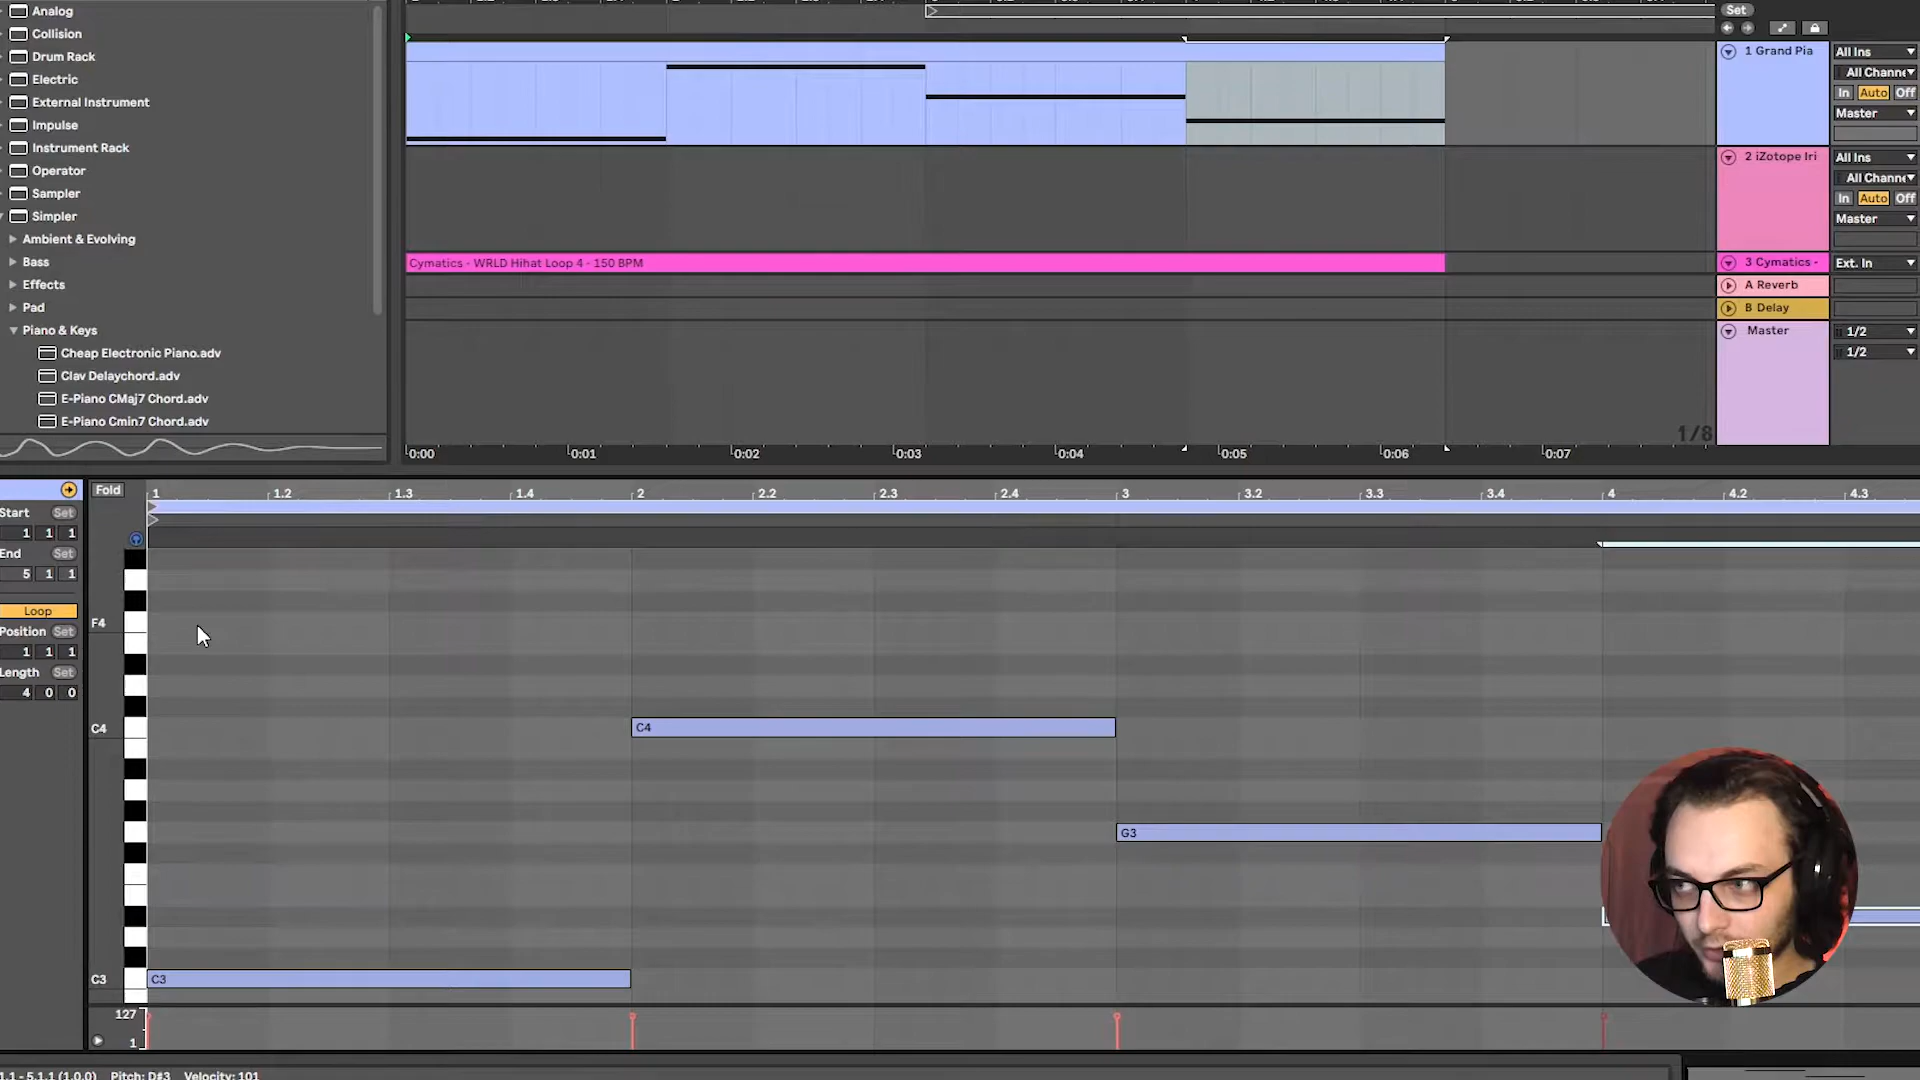 Analog
Collision
Drum Rack
Electric
External Instrument
Impulse
Instrument Rack
Operator
Sampler
Simpler
Ambient & Evolving
Bass
Effects
Pad
Piano & Keys
Cheap Electronic Piano.adv
Clav Delaychord.adv
E-Piano CMaj7 Chord.adv
E-Piano Cmin7 Chord.adv
Set
1 Grand Pia
All Ins
All Channe
In Auto Off
Master
2 iZotope Iri
All Ins
All Channe
In Auto Off
Master
Cymatics - WRLD Hihat Loop 4 - 150 BPM
3 Cymatics -
Ext. In
A Reverb
B Delay
Master
1/2
1/2
1/8
0:00 0:01 0:02 0:03 0:04 0:05 0:06 0:07
Fold
1 1.2 1.3 1.4 2 2.2 2.3 2.4 3 3.2 3.3 3.4 4 4.2 4.3
Start Set
1 1 1
End Set
5 1 1
Loop
Position Set
1 1 1
Length Set
4 0 0
F4
C4
C4
G3
C3
C3
127
1
1.1 - 5.1.1 (1.0.0) Pitch: D#3 Velocity: 101